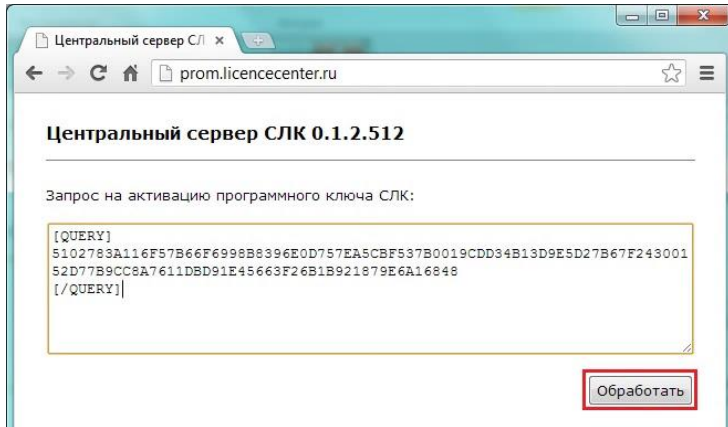 Центральный сервер СЛ
prom.licencecenter.ru
Центральный сервер СЛК 0.1.2.512
Запрос на активацию программного ключа СЛК:
[QUERY]
5102783A116F57B66F6998B8396E0D757EA5CBF537B0019CDD34B13D9E5D27B67F243001
52D77B9CC8A7611DBD91E45663F26B1B921879E6A16848
[/QUERY]
Обработать